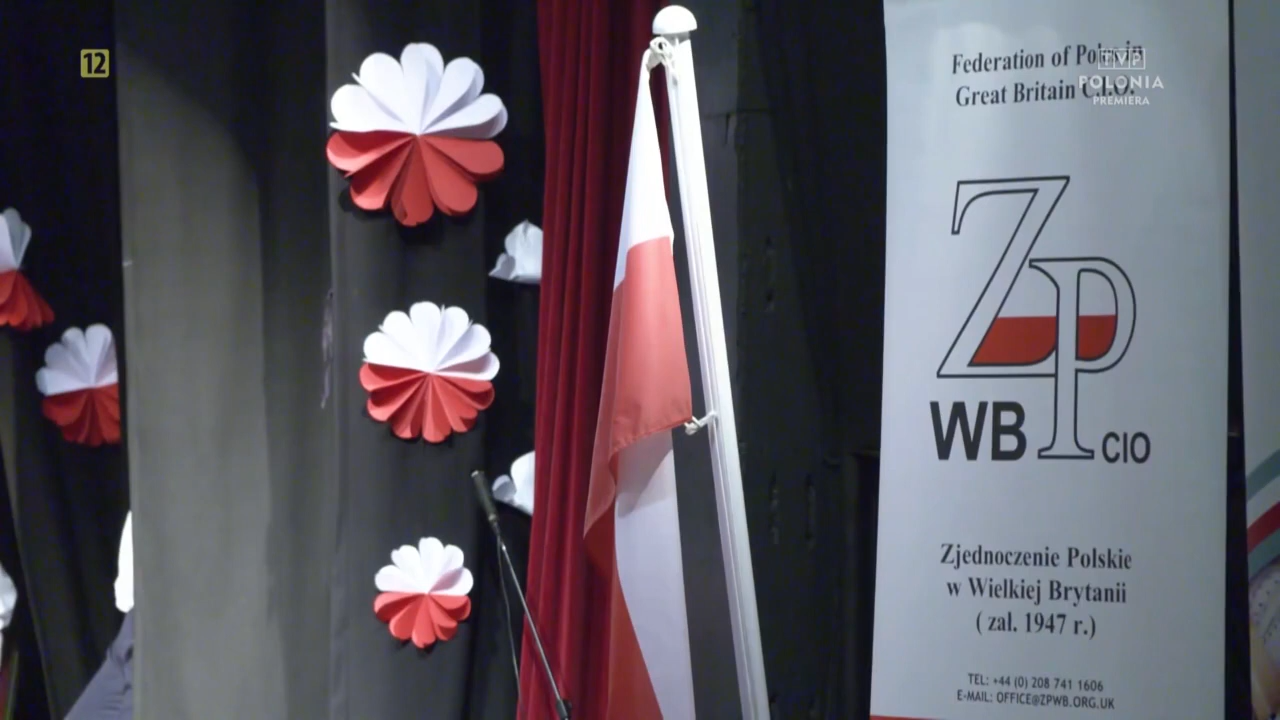 12
Federation of Poles in
Great Britain C.I.O.
TVP
POLONIA
PREMIERA
ZP
WB
CIO
Zjednoczenie Polskie
w Wielkiej Brytanii
( zal. 1947 r.)
TEL: +44 (0) 208 741 1606
E-MAIL: OFFICE@ZPWB.ORG.UK